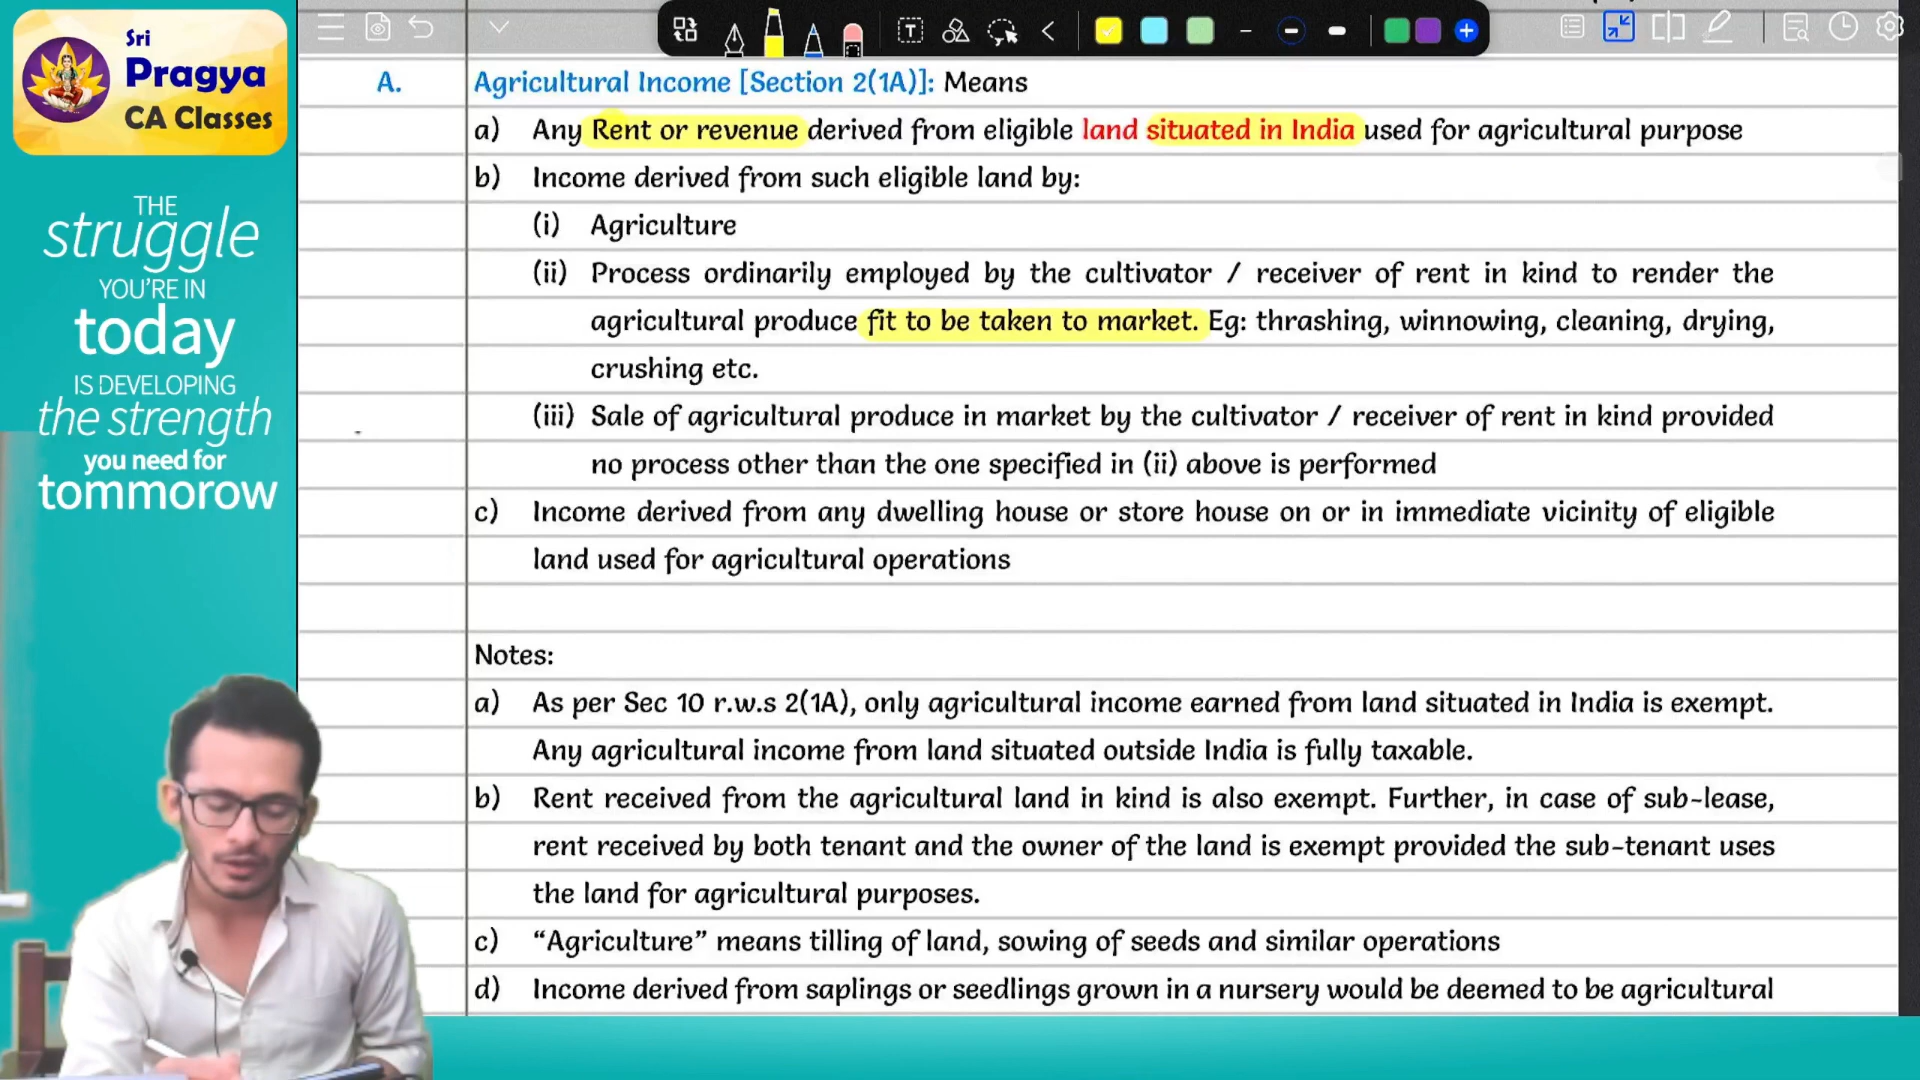 Sri
Pragya
CA Classes
THE
struggle
YOU'RE IN
today
IS DEVELOPING
the strength
you need for
tommorow
A. Agricultural Income [Section 2(1A)]: Means
a) Any Rent or revenue derived from eligible land situated in India used for agricultural purpose
b) Income derived from such eligible land by:
(i) Agriculture
(ii) Process ordinarily employed by the cultivator / receiver of rent in kind to render the
agricultural produce fit to be taken to market. Eg: thrashing, winnowing, cleaning, drying,
crushing etc.
(iii) Sale of agricultural produce in market by the cultivator / receiver of rent in kind provided
no process other than the one specified in (ii) above is performed
c) Income derived from any dwelling house or store house on or in immediate vicinity of eligible
land used for agricultural operations
Notes:
a) As per Sec 10 r.w.s 2(1A), only agricultural income earned from land situated in India is exempt.
Any agricultural income from land situated outside India is fully taxable.
b) Rent received from the agricultural land in kind is also exempt. Further, in case of sub-lease,
rent received by both tenant and the owner of the land is exempt provided the sub-tenant uses
the land for agricultural purposes.
c) “Agriculture” means tilling of land, sowing of seeds and similar operations
d) Income derived from saplings or seedlings grown in a nursery would be deemed to be agricultural